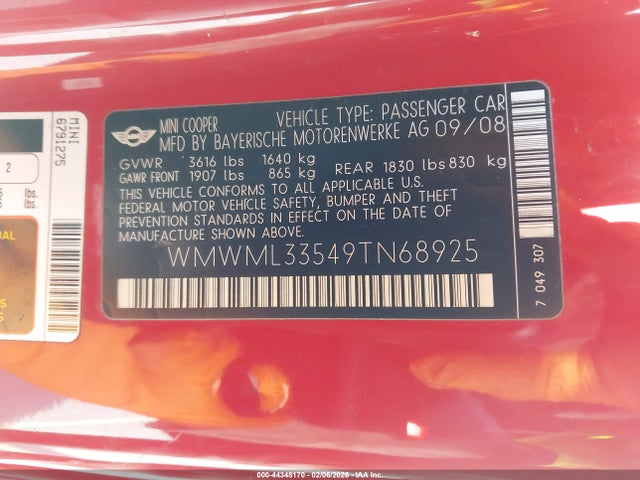 MINI COOPER VEHICLE TYPE: PASSENGER CAR
MFD BY BAYERISCHE MOTORENWERKE AG 09/08
GVWR 3616 lbs 1640 kg
GAWR FRONT 1907 lbs 865 kg REAR 1830 lbs 830 kg
THIS VEHICLE CONFORMS TO ALL APPLICABLE U.S.
FEDERAL MOTOR VEHICLE SAFETY, BUMPER AND THEFT
PREVENTION STANDARDS IN EFFECT ON THE DATE OF
MANUFACTURE SHOWN ABOVE.
WMWML33549TN68925
7 049 307
MINI
6791275
2
lbs.
lbs.
UAL
000-44348170 - 02/06/2026 - IAA Inc.